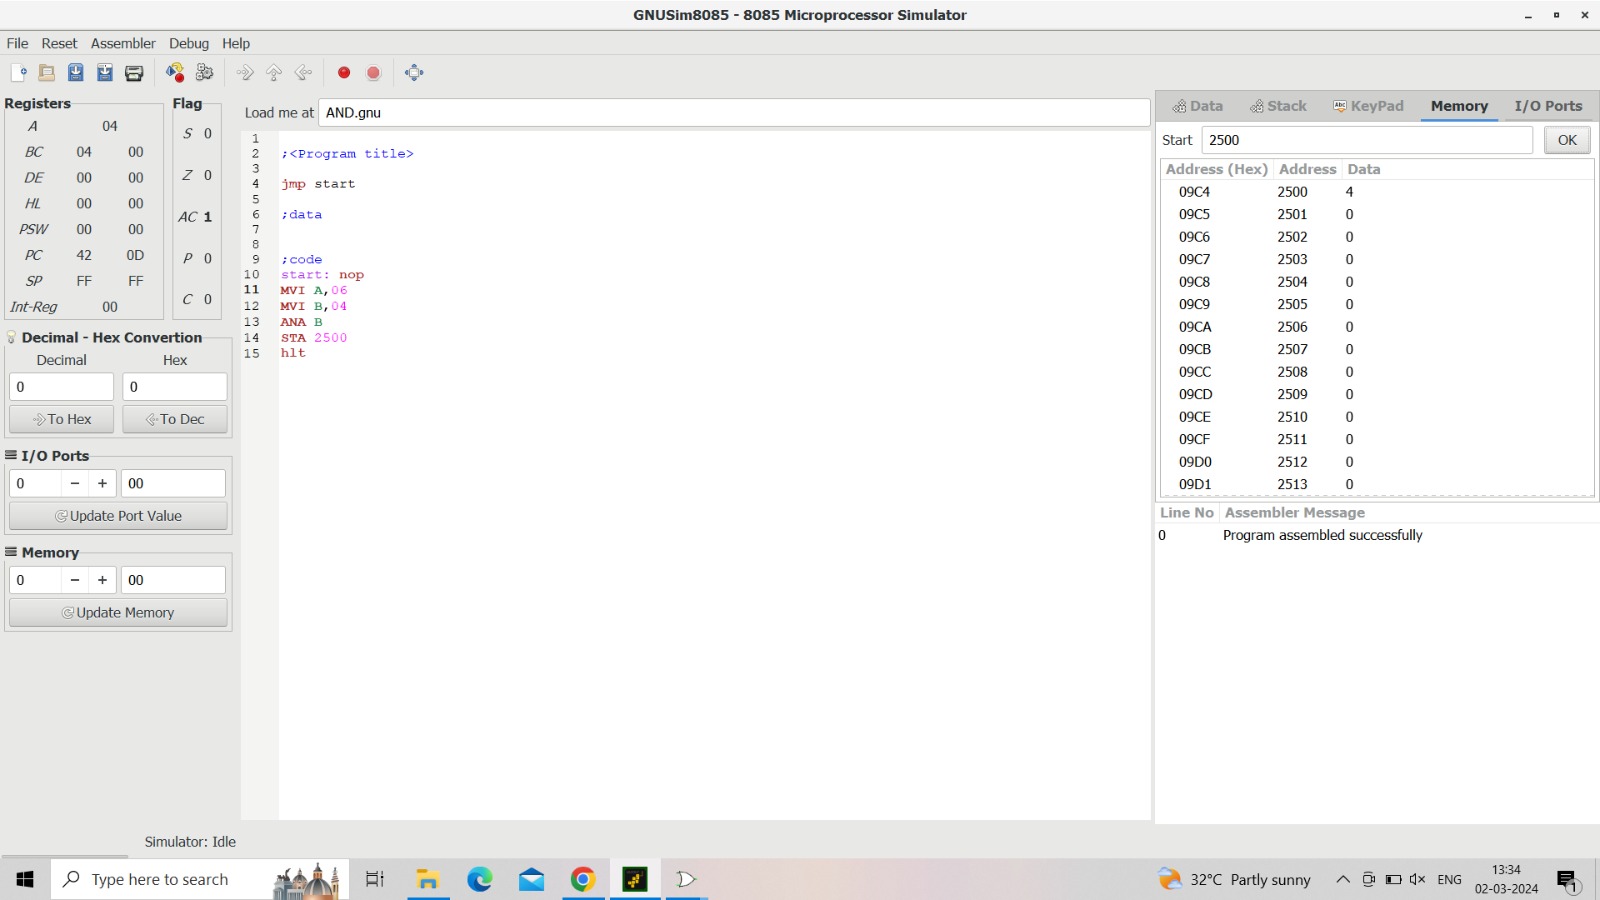 GNUSim8085 - 8085 Microprocessor Simulator
File Reset Assembler Debug Help
Registers
A 04
BC 04 00
DE 00 00
HL 00 00
PSW 00 00
PC 42 0D
SP FF FF
Int-Reg 00
Flag
S 0
Z 0
AC 1
P 0
C 0
Decimal - Hex Convertion
Decimal Hex
0 0
To Hex To Dec
I/O Ports
0 - + 00
Update Port Value
Memory
0 - + 00
Update Memory
Load me at AND.gnu
1
2 ;<Program title>
3
4 jmp start
5
6 ;data
7
8
9 ;code
10 start: nop
11 MVI A,06
12 MVI B,04
13 ANA B
14 STA 2500
15 hlt
Data Stack Abc KeyPad Memory I/O Ports
Start 2500 OK
Address (Hex) Address Data
09C4 2500 4
09C5 2501 0
09C6 2502 0
09C7 2503 0
09C8 2504 0
09C9 2505 0
09CA 2506 0
09CB 2507 0
09CC 2508 0
09CD 2509 0
09CE 2510 0
09CF 2511 0
09D0 2512 0
09D1 2513 0
Line No Assembler Message
0 Program assembled successfully
Simulator: Idle
Type here to search
32°C Partly sunny
ENG
13:34
02-03-2024
1